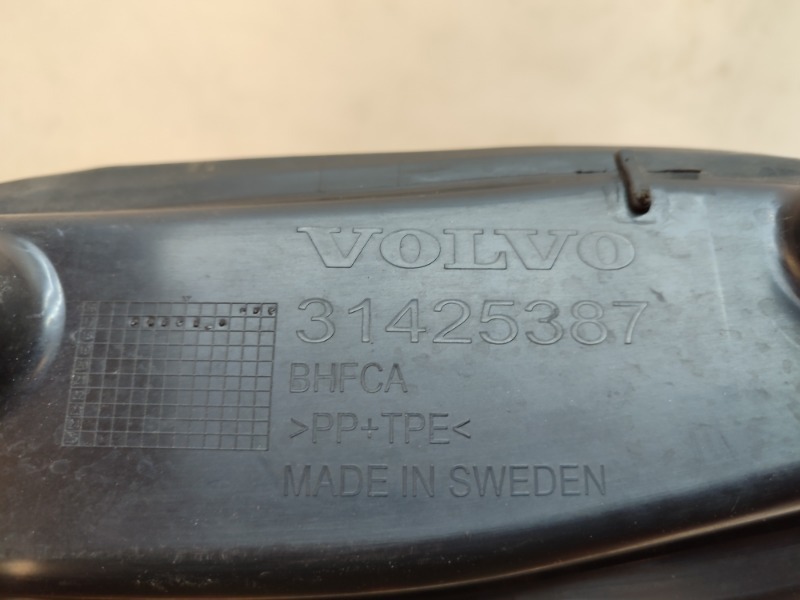 VOLVO
31425387
BHFCA
>PP+TPE<
MADE IN SWEDEN